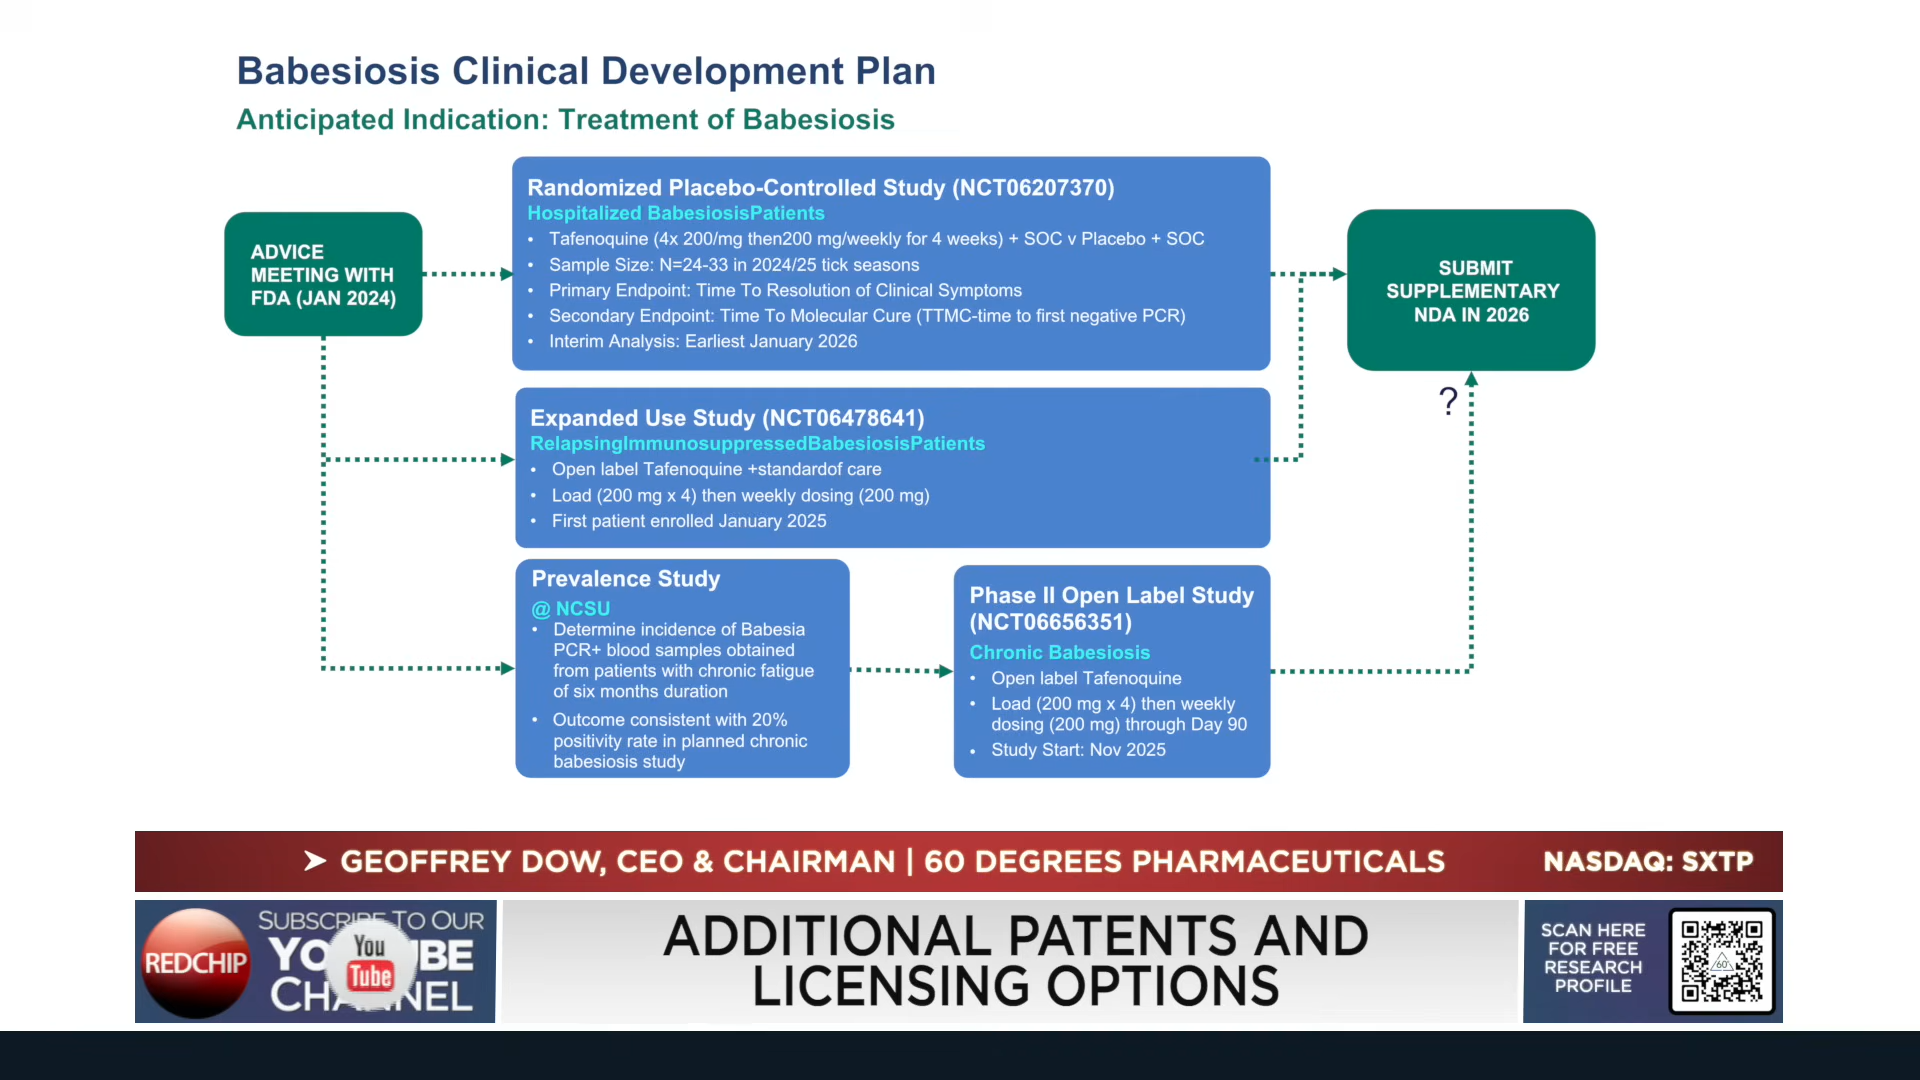 Babesiosis Clinical Development Plan
Anticipated Indication: Treatment of Babesiosis
ADVICE
MEETING WITH
FDA (JAN 2024)
Randomized Placebo-Controlled Study (NCT06207370)
Hospitalized BabesiosisPatients
• Tafenoquine (4x 200/mg then200 mg/weekly for 4 weeks) + SOC v Placebo + SOC
• Sample Size: N=24-33 in 2024/25 tick seasons
• Primary Endpoint: Time To Resolution of Clinical Symptoms
• Secondary Endpoint: Time To Molecular Cure (TTMC-time to first negative PCR)
• Interim Analysis: Earliest January 2026
SUBMIT
SUPPLEMENTARY
NDA IN 2026
?
Expanded Use Study (NCT06478641)
RelapsingImmunosuppressedBabesiosisPatients
• Open label Tafenoquine +standardof care
• Load (200 mg x 4) then weekly dosing (200 mg)
• First patient enrolled January 2025
Prevalence Study
@ NCSU
• Determine incidence of Babesia
PCR+ blood samples obtained
from patients with chronic fatigue
of six months duration
• Outcome consistent with 20%
positivity rate in planned chronic
babesiosis study
Phase II Open Label Study
(NCT06656351)
Chronic Babesiosis
• Open label Tafenoquine
• Load (200 mg x 4) then weekly
dosing (200 mg) through Day 90
• Study Start: Nov 2025
➤ GEOFFREY DOW, CEO & CHAIRMAN | 60 DEGREES PHARMACEUTICALS
NASDAQ: SXTP
REDCHIP
SUBSCRIBE TO OUR
YOUTUBE
CHANNEL
You
Tube
ADDITIONAL PATENTS AND
LICENSING OPTIONS
SCAN HERE
FOR FREE
RESEARCH
PROFILE
60°